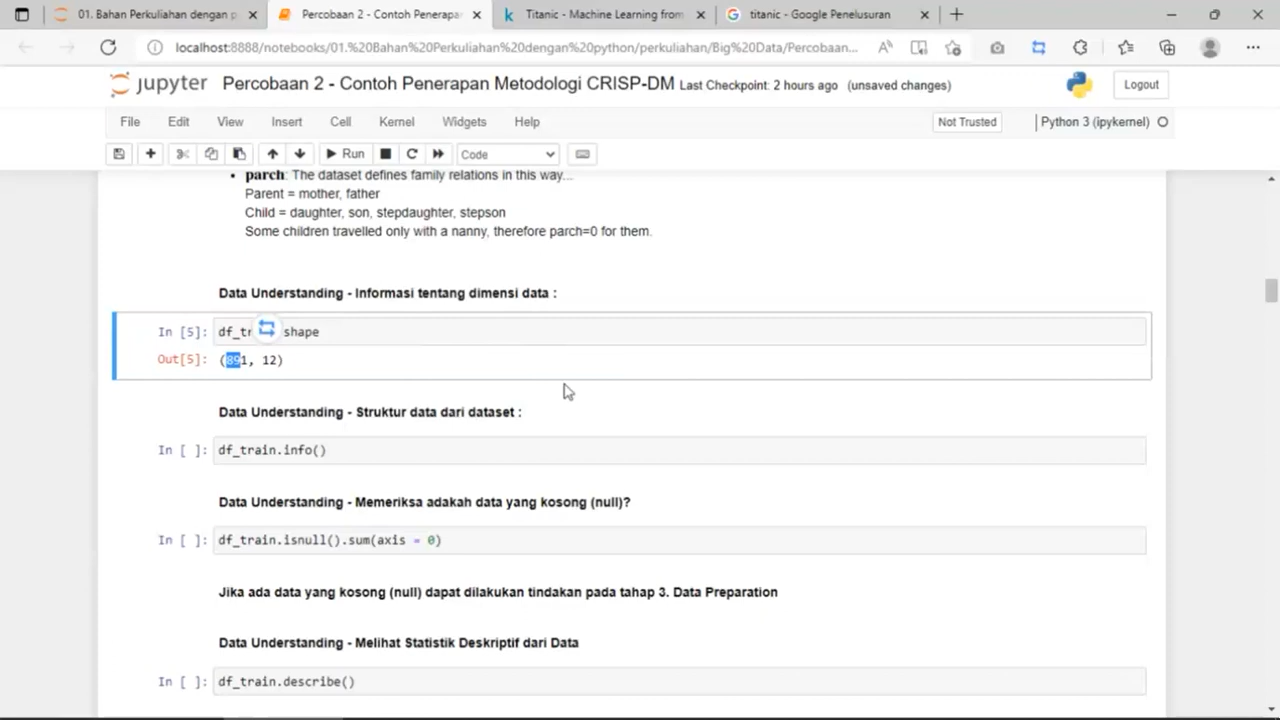 01. Bahan Perkuliahan dengan p
Percobaan 2 - Contoh Penerapa
Titanic - Machine Learning from
titanic - Google Penelusuran
localhost:8888/notebooks/01.%20Bahan%20Perkuliahan%20dengan%20python/perkuliahan/Big%20Data/Percobaan...
jupyter Percobaan 2 - Contoh Penerapan Metodologi CRISP-DM Last Checkpoint: 2 hours ago (unsaved changes)
Logout
File Edit View Insert Cell Kernel Widgets Help
Not Trusted
Python 3 (ipykernel)
Run
Code
parch: The dataset defines family relations in this way...
Parent = mother, father
Child = daughter, son, stepdaughter, stepson
Some children travelled only with a nanny, therefore parch=0 for them.
Data Understanding - Informasi tentang dimensi data :
In [5]: df_tr shape
Out[5]: (891, 12)
Data Understanding - Struktur data dari dataset :
In [ ]: df_train.info()
Data Understanding - Memeriksa adakah data yang kosong (null)?
In [ ]: df_train.isnull().sum(axis = 0)
Jika ada data yang kosong (null) dapat dilakukan tindakan pada tahap 3. Data Preparation
Data Understanding - Melihat Statistik Deskriptif dari Data
In [ ]: df_train.describe()